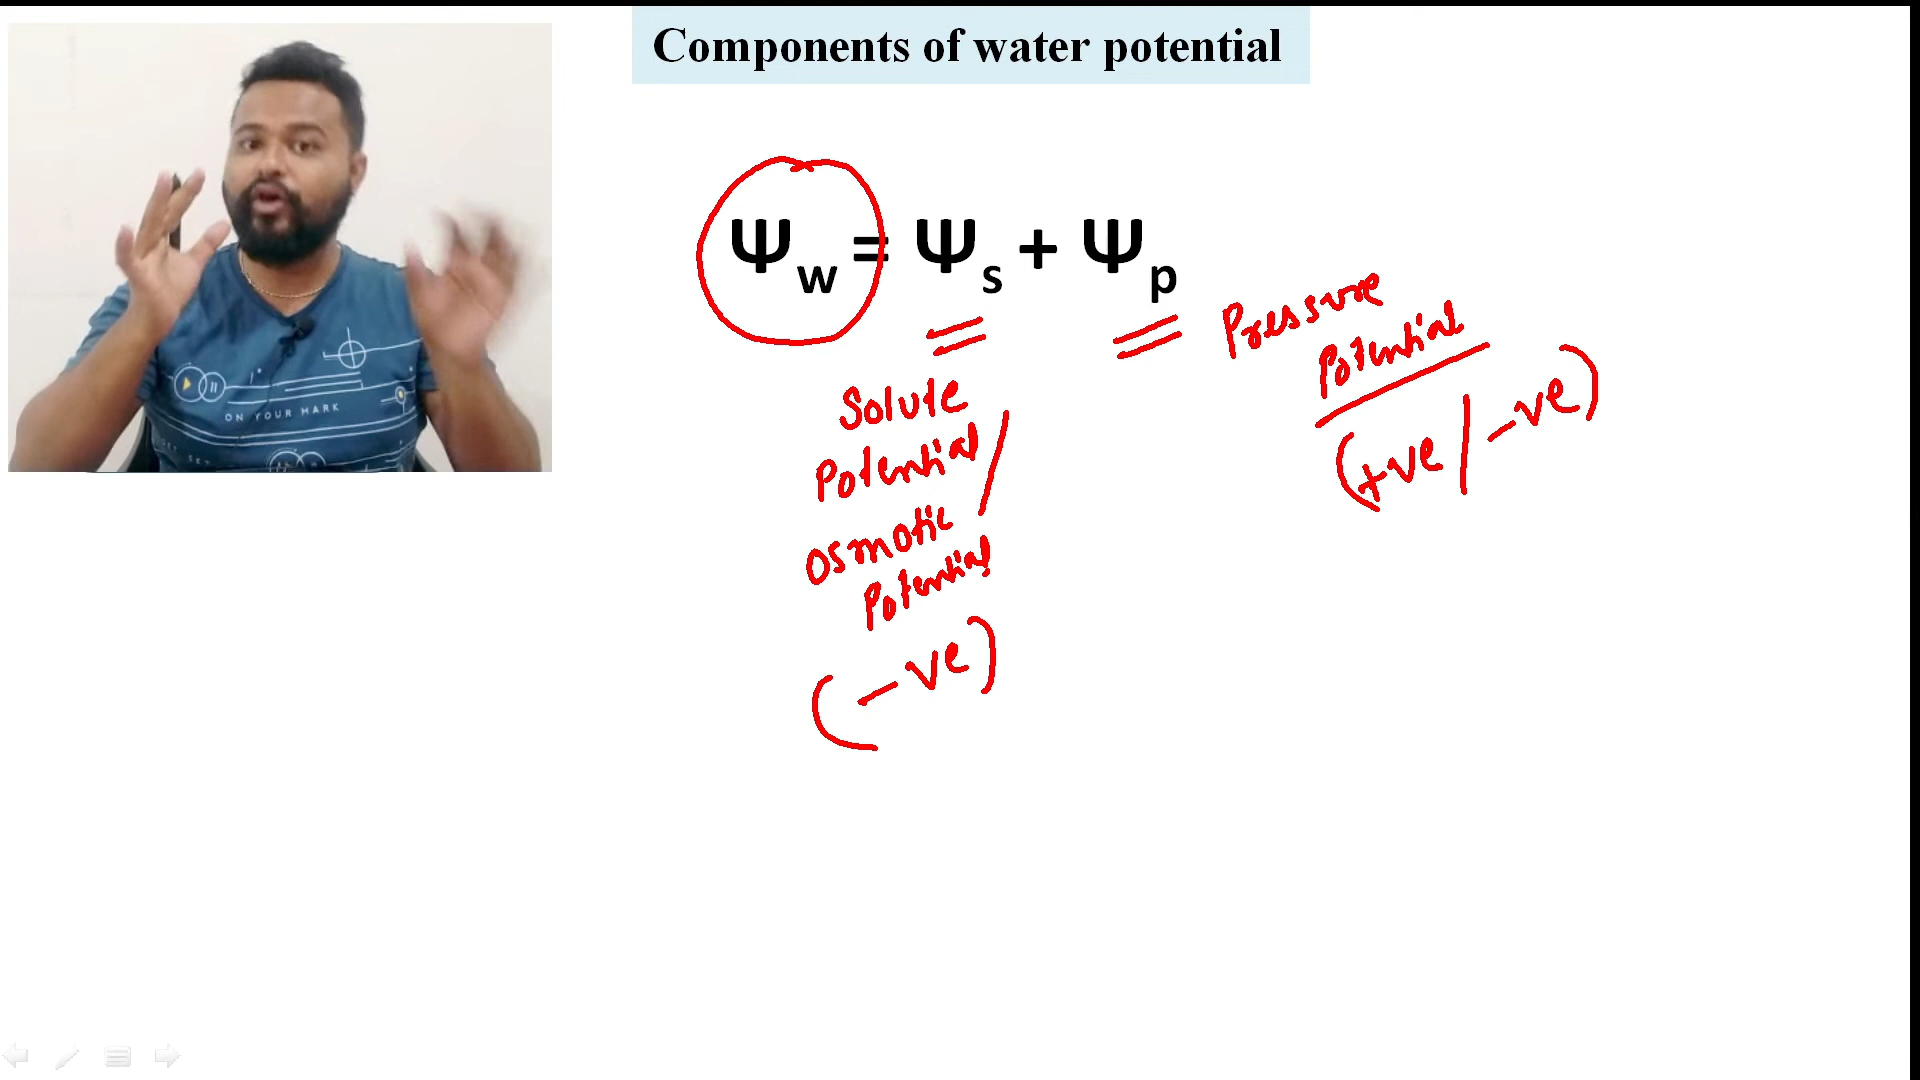 Components of water potential
Ψw = Ψs + Ψp
Solute
Potential /
Osmotic
Potential
(-ve)
Pressure
Potential
(+ve / -ve)
ON YOUR MARK
SET